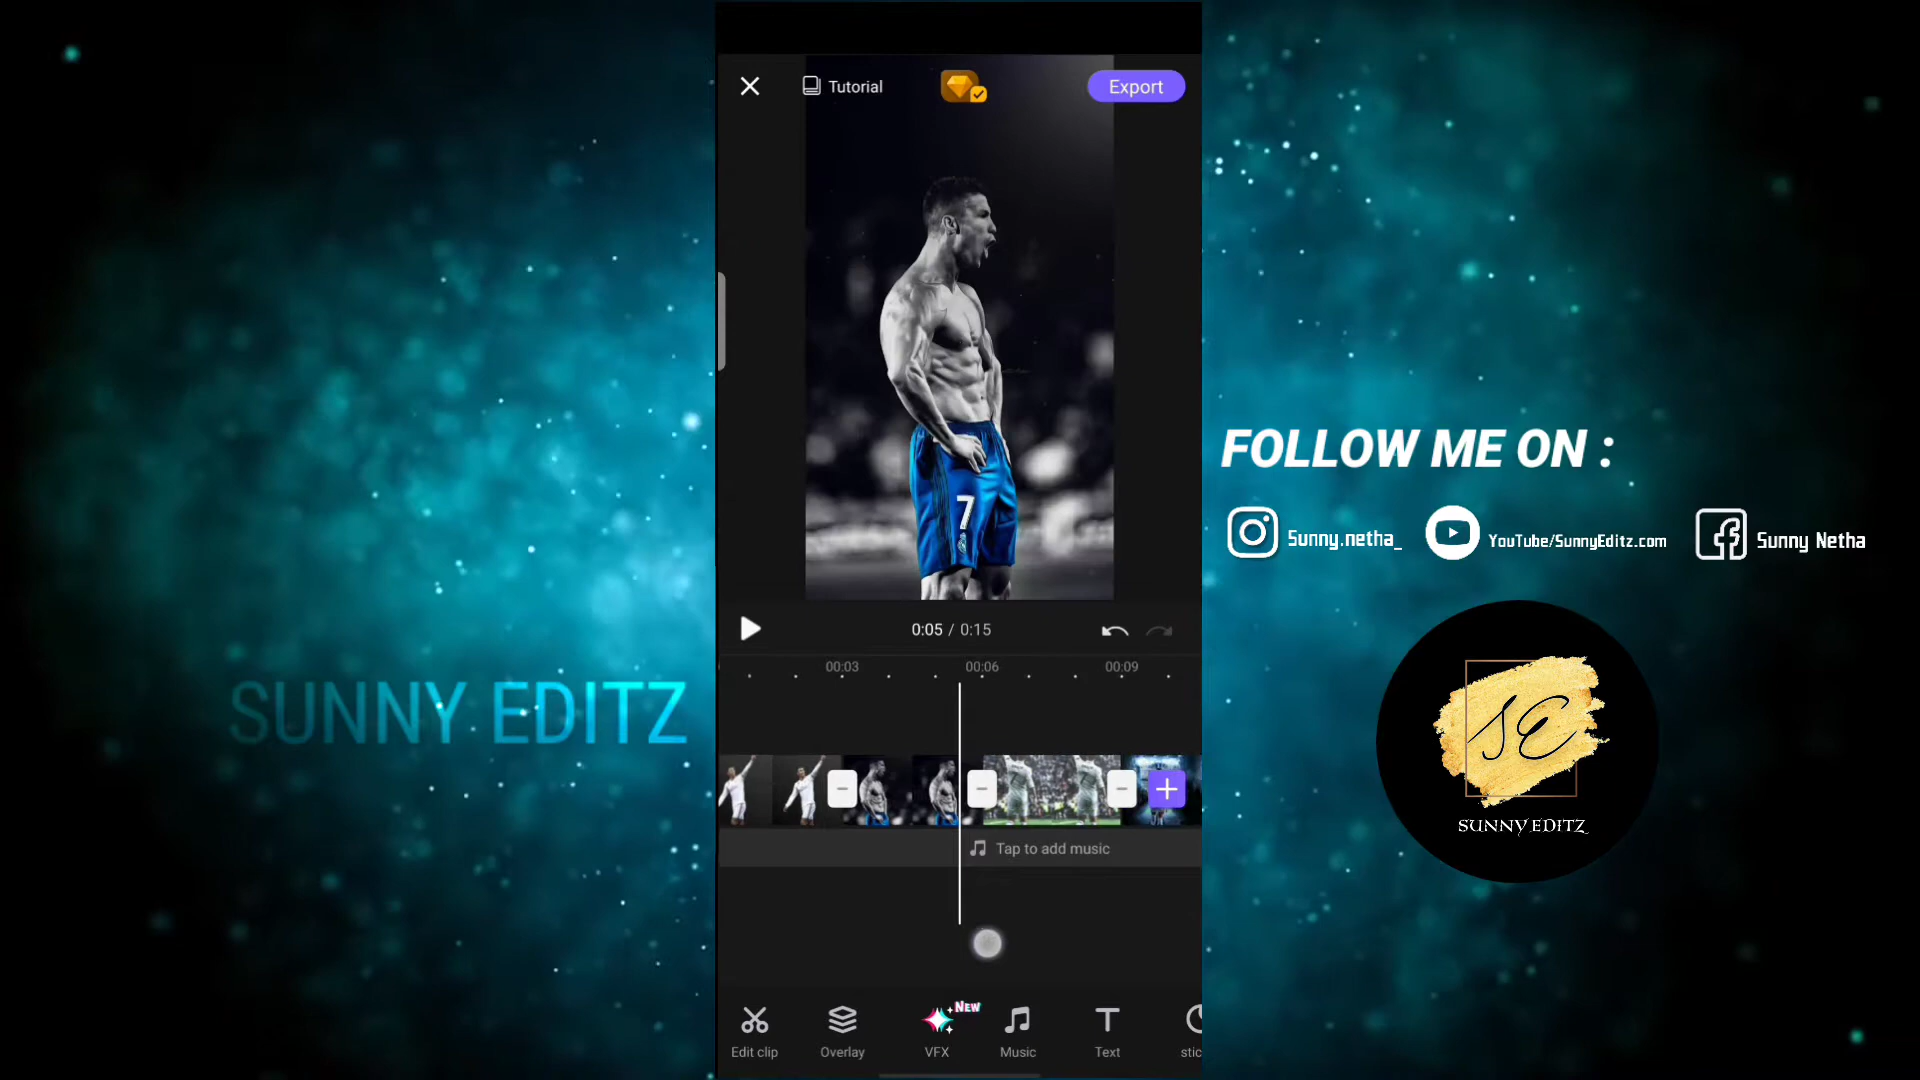 Tutorial
Export
7
0:05 / 0:15
00:03 00:06 00:09
Tap to add music
NEW
Edit clip Overlay VFX Music Text stic
SUNNY EDITZ
FOLLOW ME ON :
Sunny.netha_ YouTube/SunnyEditz.com Sunny Netha
SE
SUNNY EDITZ